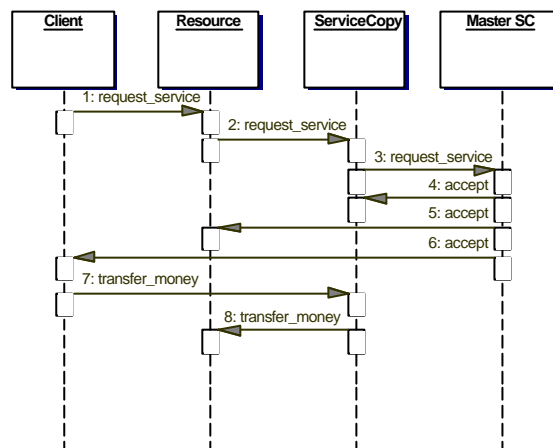 Client
Resource
ServiceCopy
Master SC
1: request_service
2: request_service
3: request_service
4: accept
5: accept
6: accept
7: transfer_money
8: transfer_money